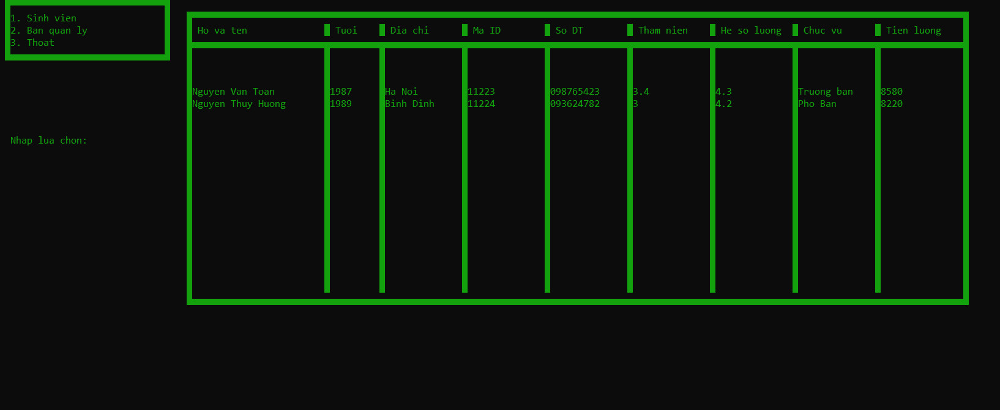 1. Sinh vien
2. Ban quan ly
3. Thoat
Nhap lua chon:
Ho va ten Tuoi Dia chi Ma ID So DT Tham nien He so luong Chuc vu Tien luong
Nguyen Van Toan 1987 Ha Noi 11223 098765423 3.4 4.3 Truong ban 8580
Nguyen Thuy Huong 1989 Binh Dinh 11224 093624782 3 4.2 Pho Ban 8220